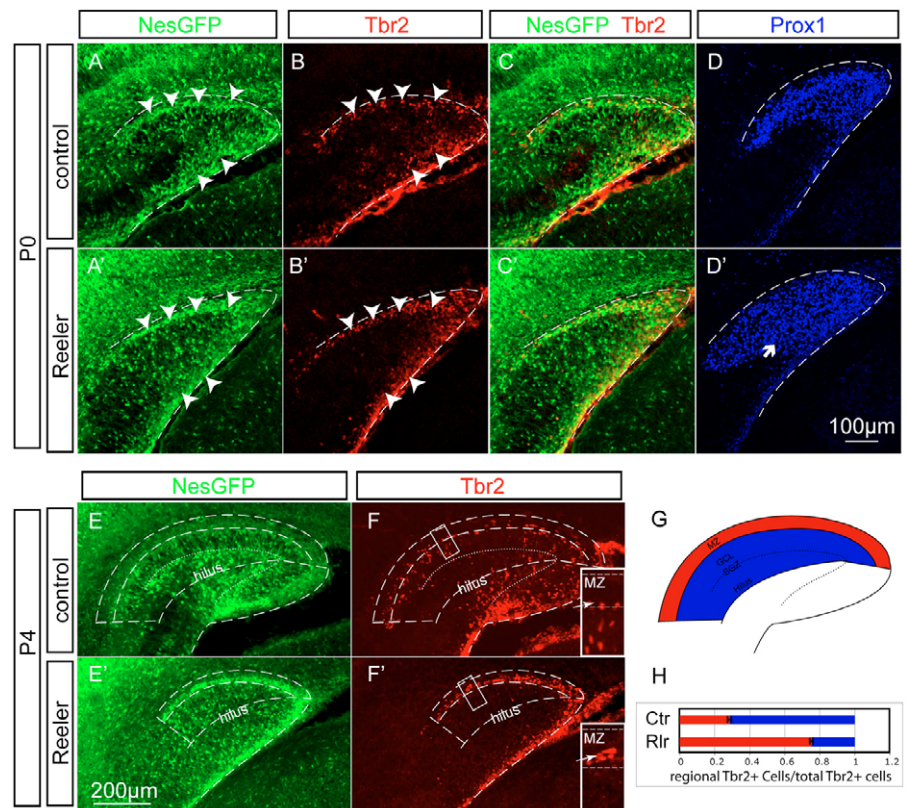 NesGFP
Tbr2
NesGFP Tbr2
Prox1
P0
control
A
B
C
D
Reeler
A'
B'
C'
D'
100µm
NesGFP
Tbr2
P4
control
E
hilus
F
hilus
MZ
G
MZ
GCL
SGZ
Hilus
Reeler
E'
hilus
200µm
F'
hilus
MZ
H
Ctr
Rlr
0 0.2 0.4 0.6 0.8 1 1.2
regional Tbr2+ Cells/total Tbr2+ cells